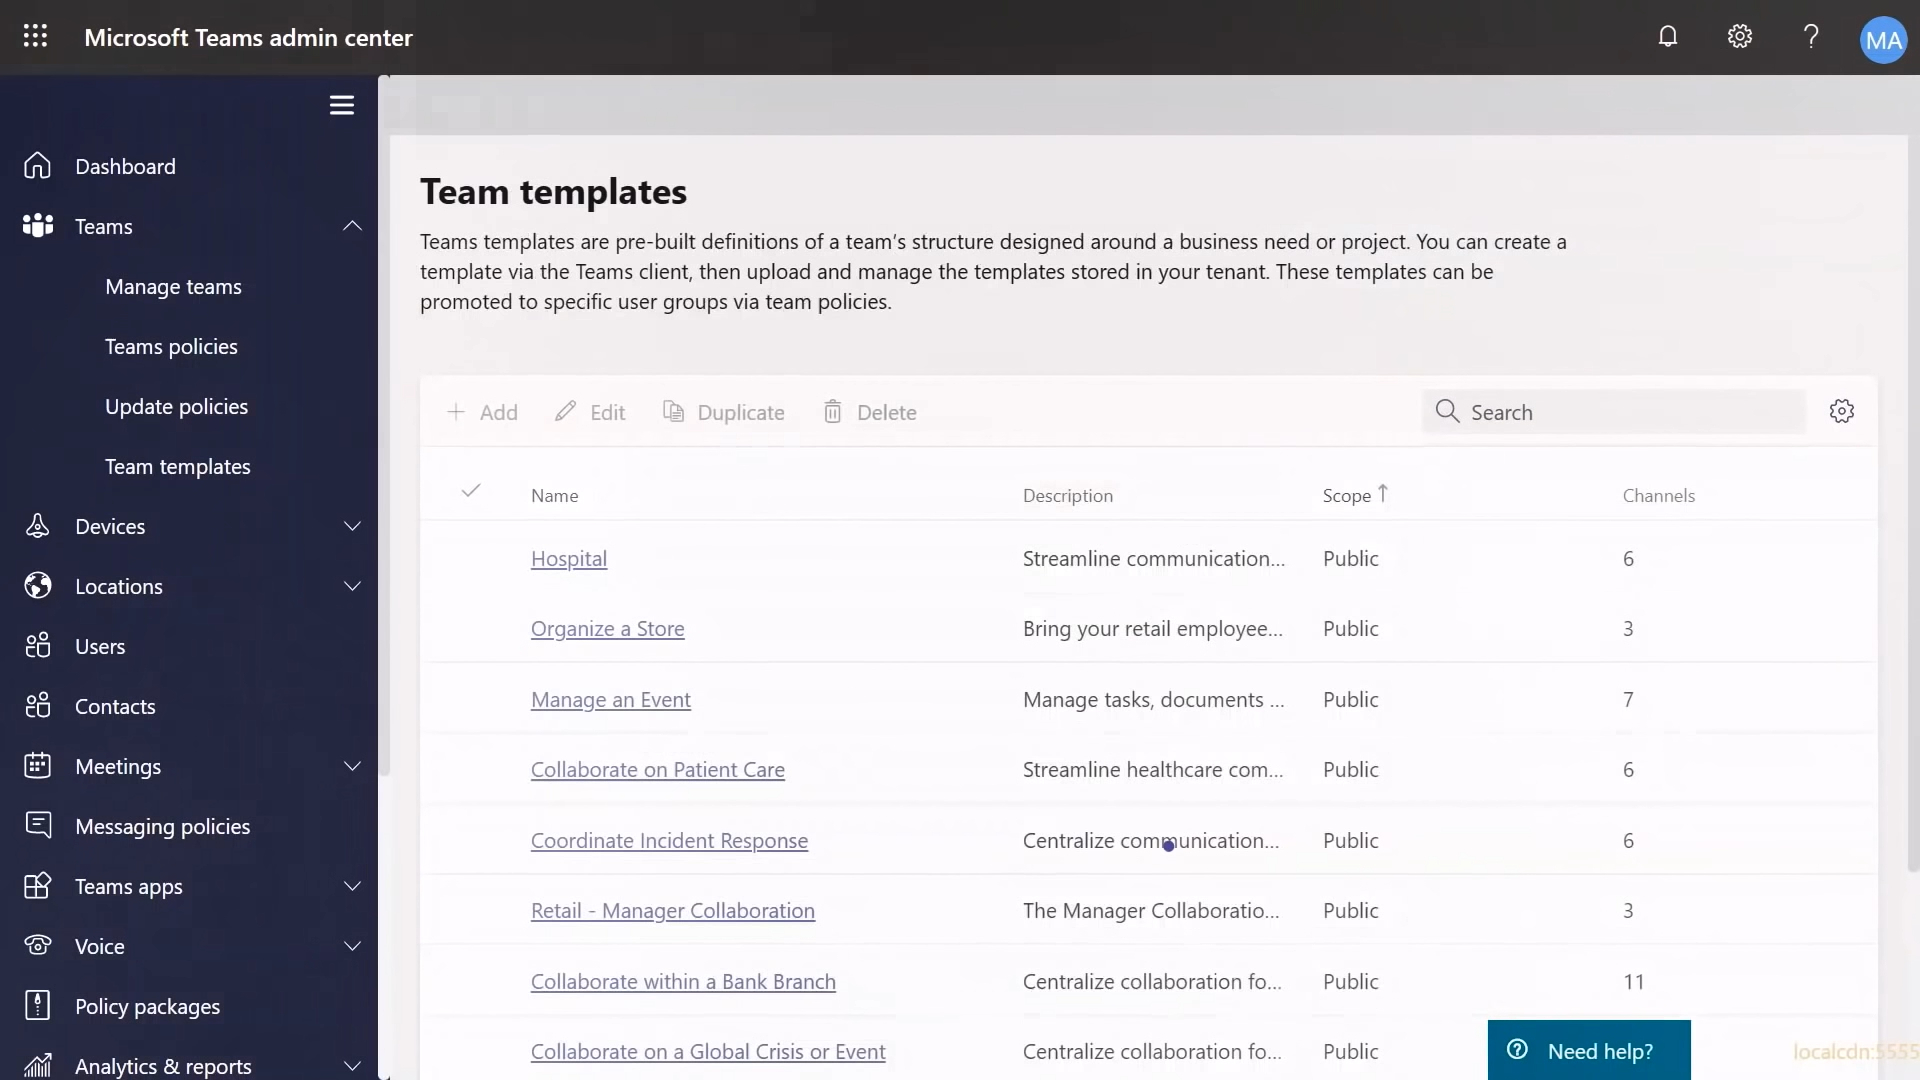 Microsoft Teams admin center
MA
Dashboard
Teams
Manage teams
Teams policies
Update policies
Team templates
Devices
Locations
Users
Contacts
Meetings
Messaging policies
Teams apps
Voice
Policy packages
Analytics & reports
Team templates
Teams templates are pre-built definitions of a team's structure designed around a business need or project. You can create a
template via the Teams client, then upload and manage the templates stored in your tenant. These templates can be
promoted to specific user groups via team policies.
Add Edit Duplicate Delete Search
Name Description Scope Channels
Hospital Streamline communication... Public 6
Organize a Store Bring your retail employee... Public 3
Manage an Event Manage tasks, documents ... Public 7
Collaborate on Patient Care Streamline healthcare com... Public 6
Coordinate Incident Response Centralize communication... Public 6
Retail - Manager Collaboration The Manager Collaboratio... Public 3
Collaborate within a Bank Branch Centralize collaboration fo... Public 11
Collaborate on a Global Crisis or Event Centralize collaboration fo... Public
Need help?
localcdn:5555